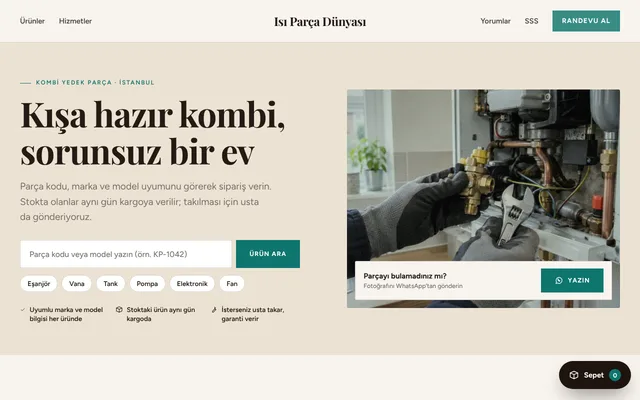 Ürünler
Hizmetler
Isı Parça Dünyası
Yorumlar
SSS
RANDEVU AL
KOMBİ YEDEK PARÇA · İSTANBUL
Kışa hazır kombi,
sorunsuz bir ev
Parça kodu, marka ve model uyumunu görerek sipariş verin.
Stokta olanlar aynı gün kargoya verilir; takılması için usta
da gönderiyoruz.
Parça kodu veya model yazın (örn. KP-1042)
ÜRÜN ARA
Eşanjör
Vana
Tank
Pompa
Elektronik
Fan
Uyumlu marka ve model
bilgisi her üründe
Stoktaki ürün aynı gün
kargoda
İsterseniz usta takar,
garanti verir
Parçayı bulamadınız mı?
Fotoğrafını WhatsApp'tan gönderin
YAZIN
Sepet 0